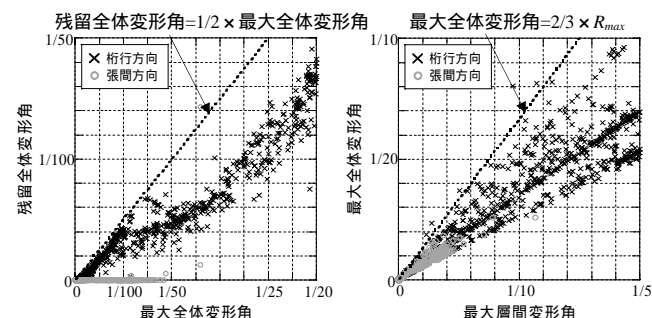 残留全体変形角=1/2×最大全体変形角
1/50
× 桁行方向
○ 張間方向
残留全体変形角
1/100
0
0 1/100 1/50 1/25 1/20
最大全体変形角
最大全体変形角=2/3×Rmax
1/10
× 桁行方向
○ 張間方向
最大全体変形角
1/20
0
0 1/10 1/5
最大層間変形角